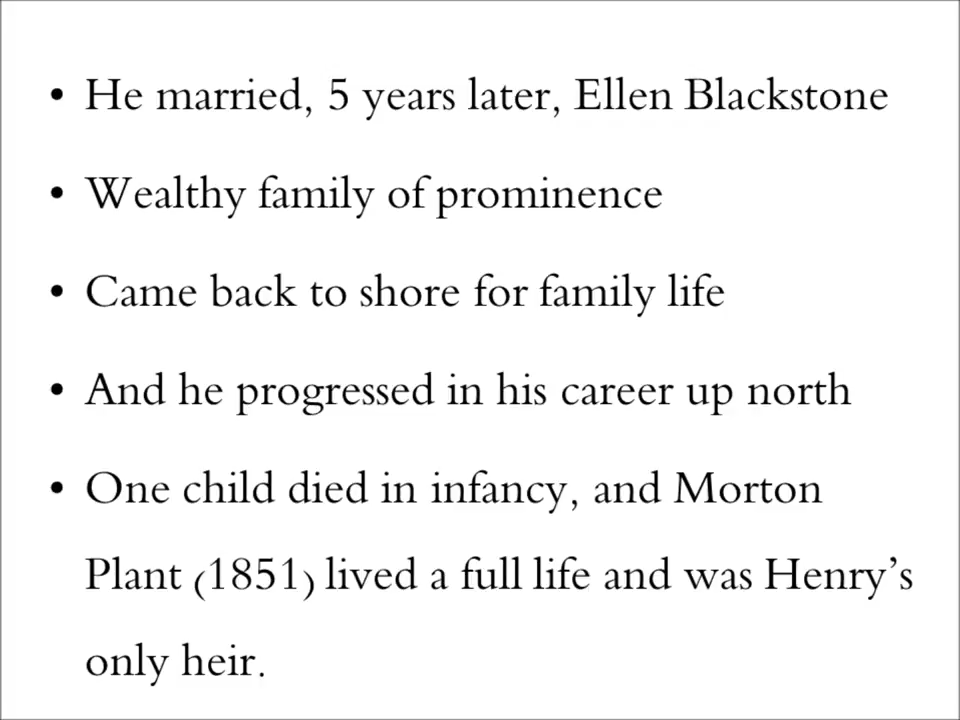 • He married, 5 years later, Ellen Blackstone
• Wealthy family of prominence
• Came back to shore for family life
• And he progressed in his career up north
• One child died in infancy, and Morton
Plant (1851) lived a full life and was Henry’s
only heir.